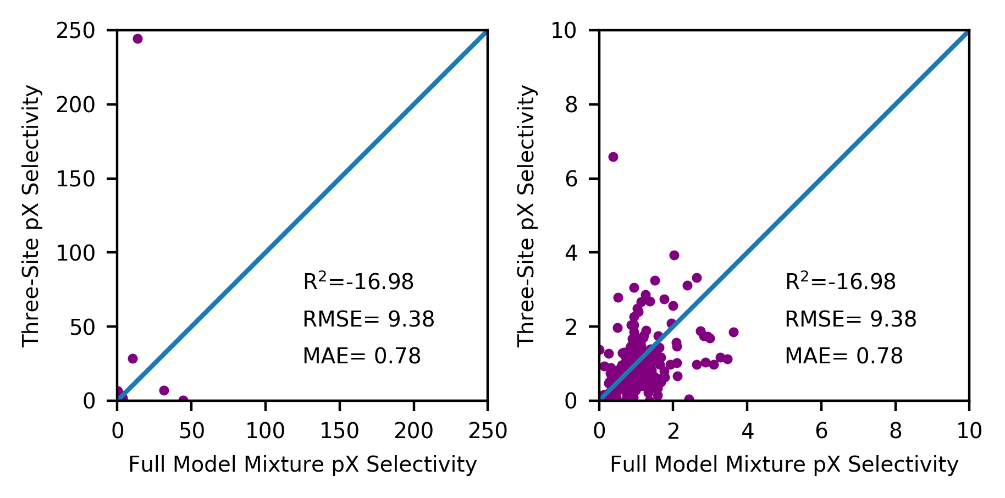 250
200
150
100
50
0
Three-Site pX Selectivity
R²=-16.98
RMSE= 9.38
MAE= 0.78
0 50 100 150 200 250
Full Model Mixture pX Selectivity
10
8
6
4
2
0
Three-Site pX Selectivity
R²=-16.98
RMSE= 9.38
MAE= 0.78
0 2 4 6 8 10
Full Model Mixture pX Selectivity